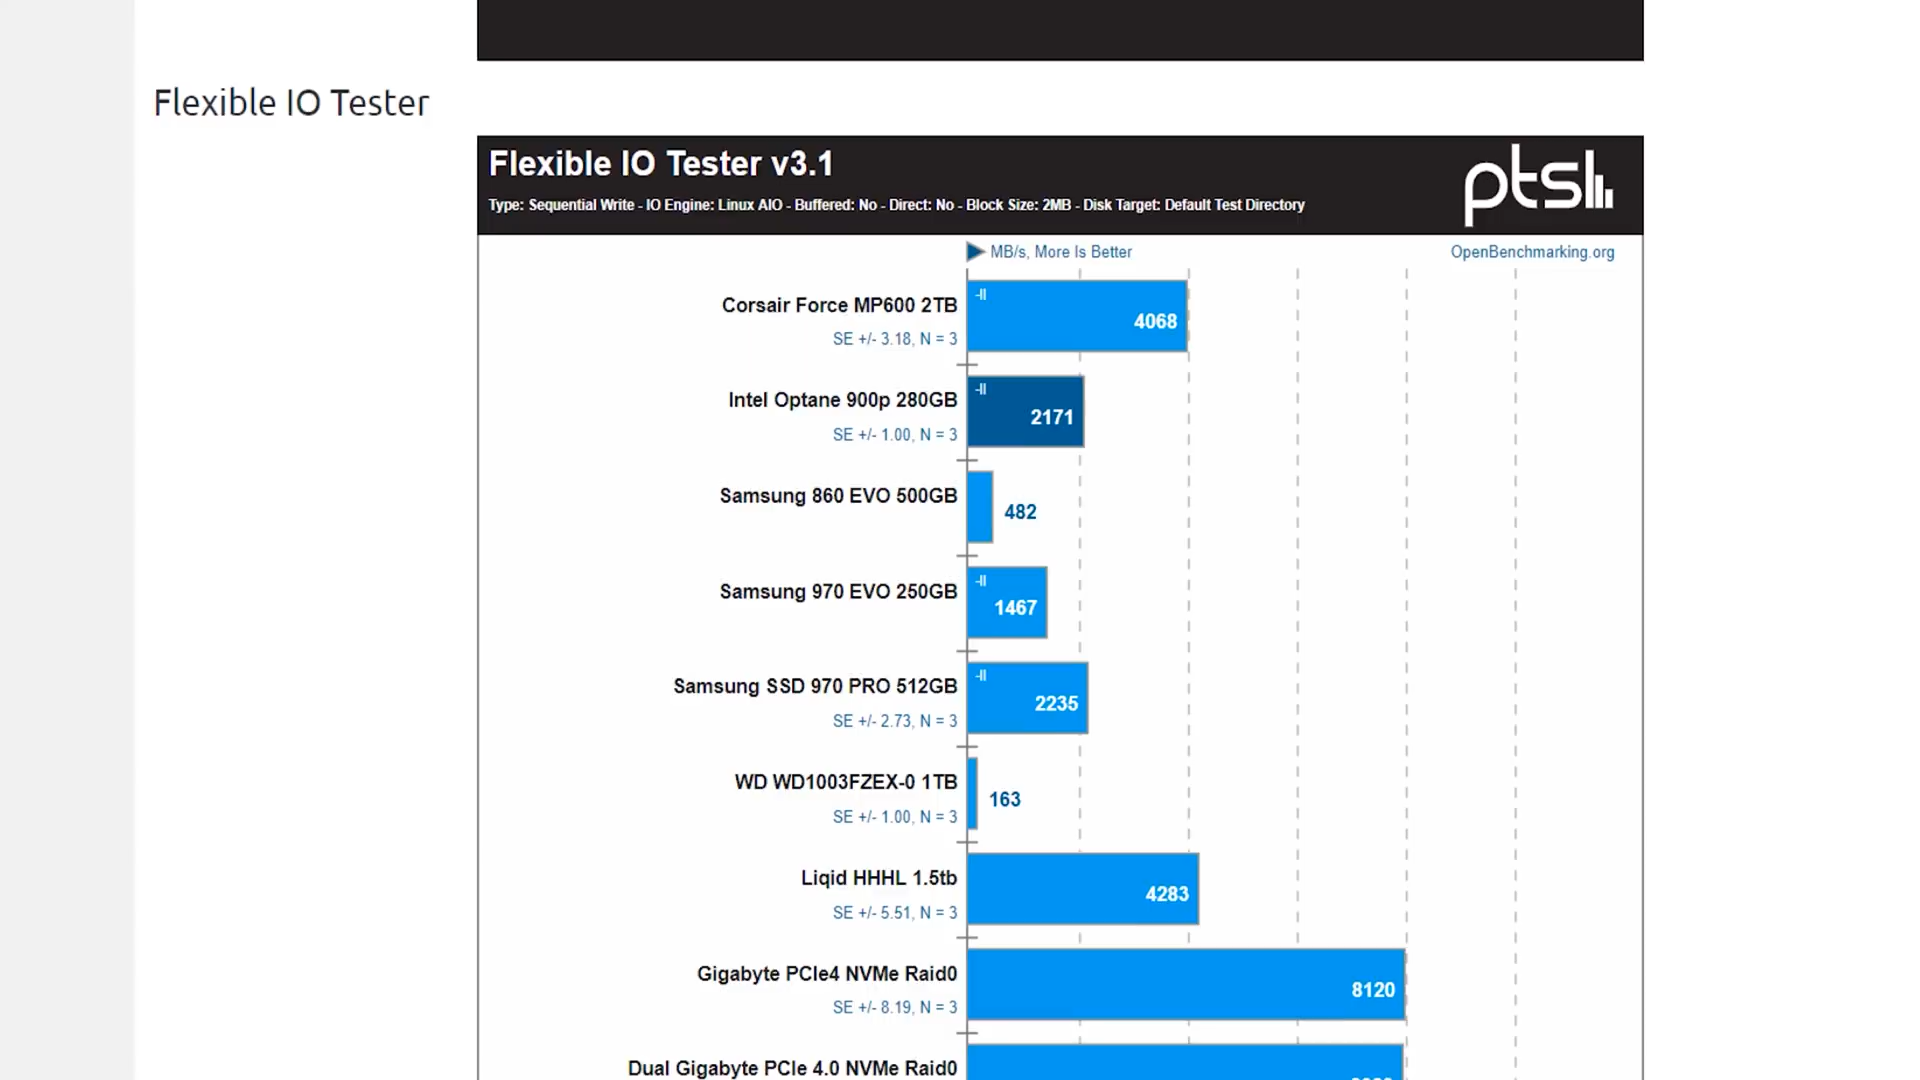 Flexible IO Tester
Flexible IO Tester v3.1
ptsl
Type: Sequential Write - IO Engine: Linux AIO - Buffered: No - Direct: No - Block Size: 2MB - Disk Target: Default Test Directory
MB/s, More Is Better
OpenBenchmarking.org
Corsair Force MP600 2TB
SE +/- 3.18, N = 3
4068
Intel Optane 900p 280GB
SE +/- 1.00, N = 3
2171
Samsung 860 EVO 500GB
482
Samsung 970 EVO 250GB
1467
Samsung SSD 970 PRO 512GB
SE +/- 2.73, N = 3
2235
WD WD1003FZEX-0 1TB
SE +/- 1.00, N = 3
163
Liqid HHHL 1.5tb
SE +/- 5.51, N = 3
4283
Gigabyte PCIe4 NVMe Raid0
SE +/- 8.19, N = 3
8120
Dual Gigabyte PCIe 4.0 NVMe Raid0